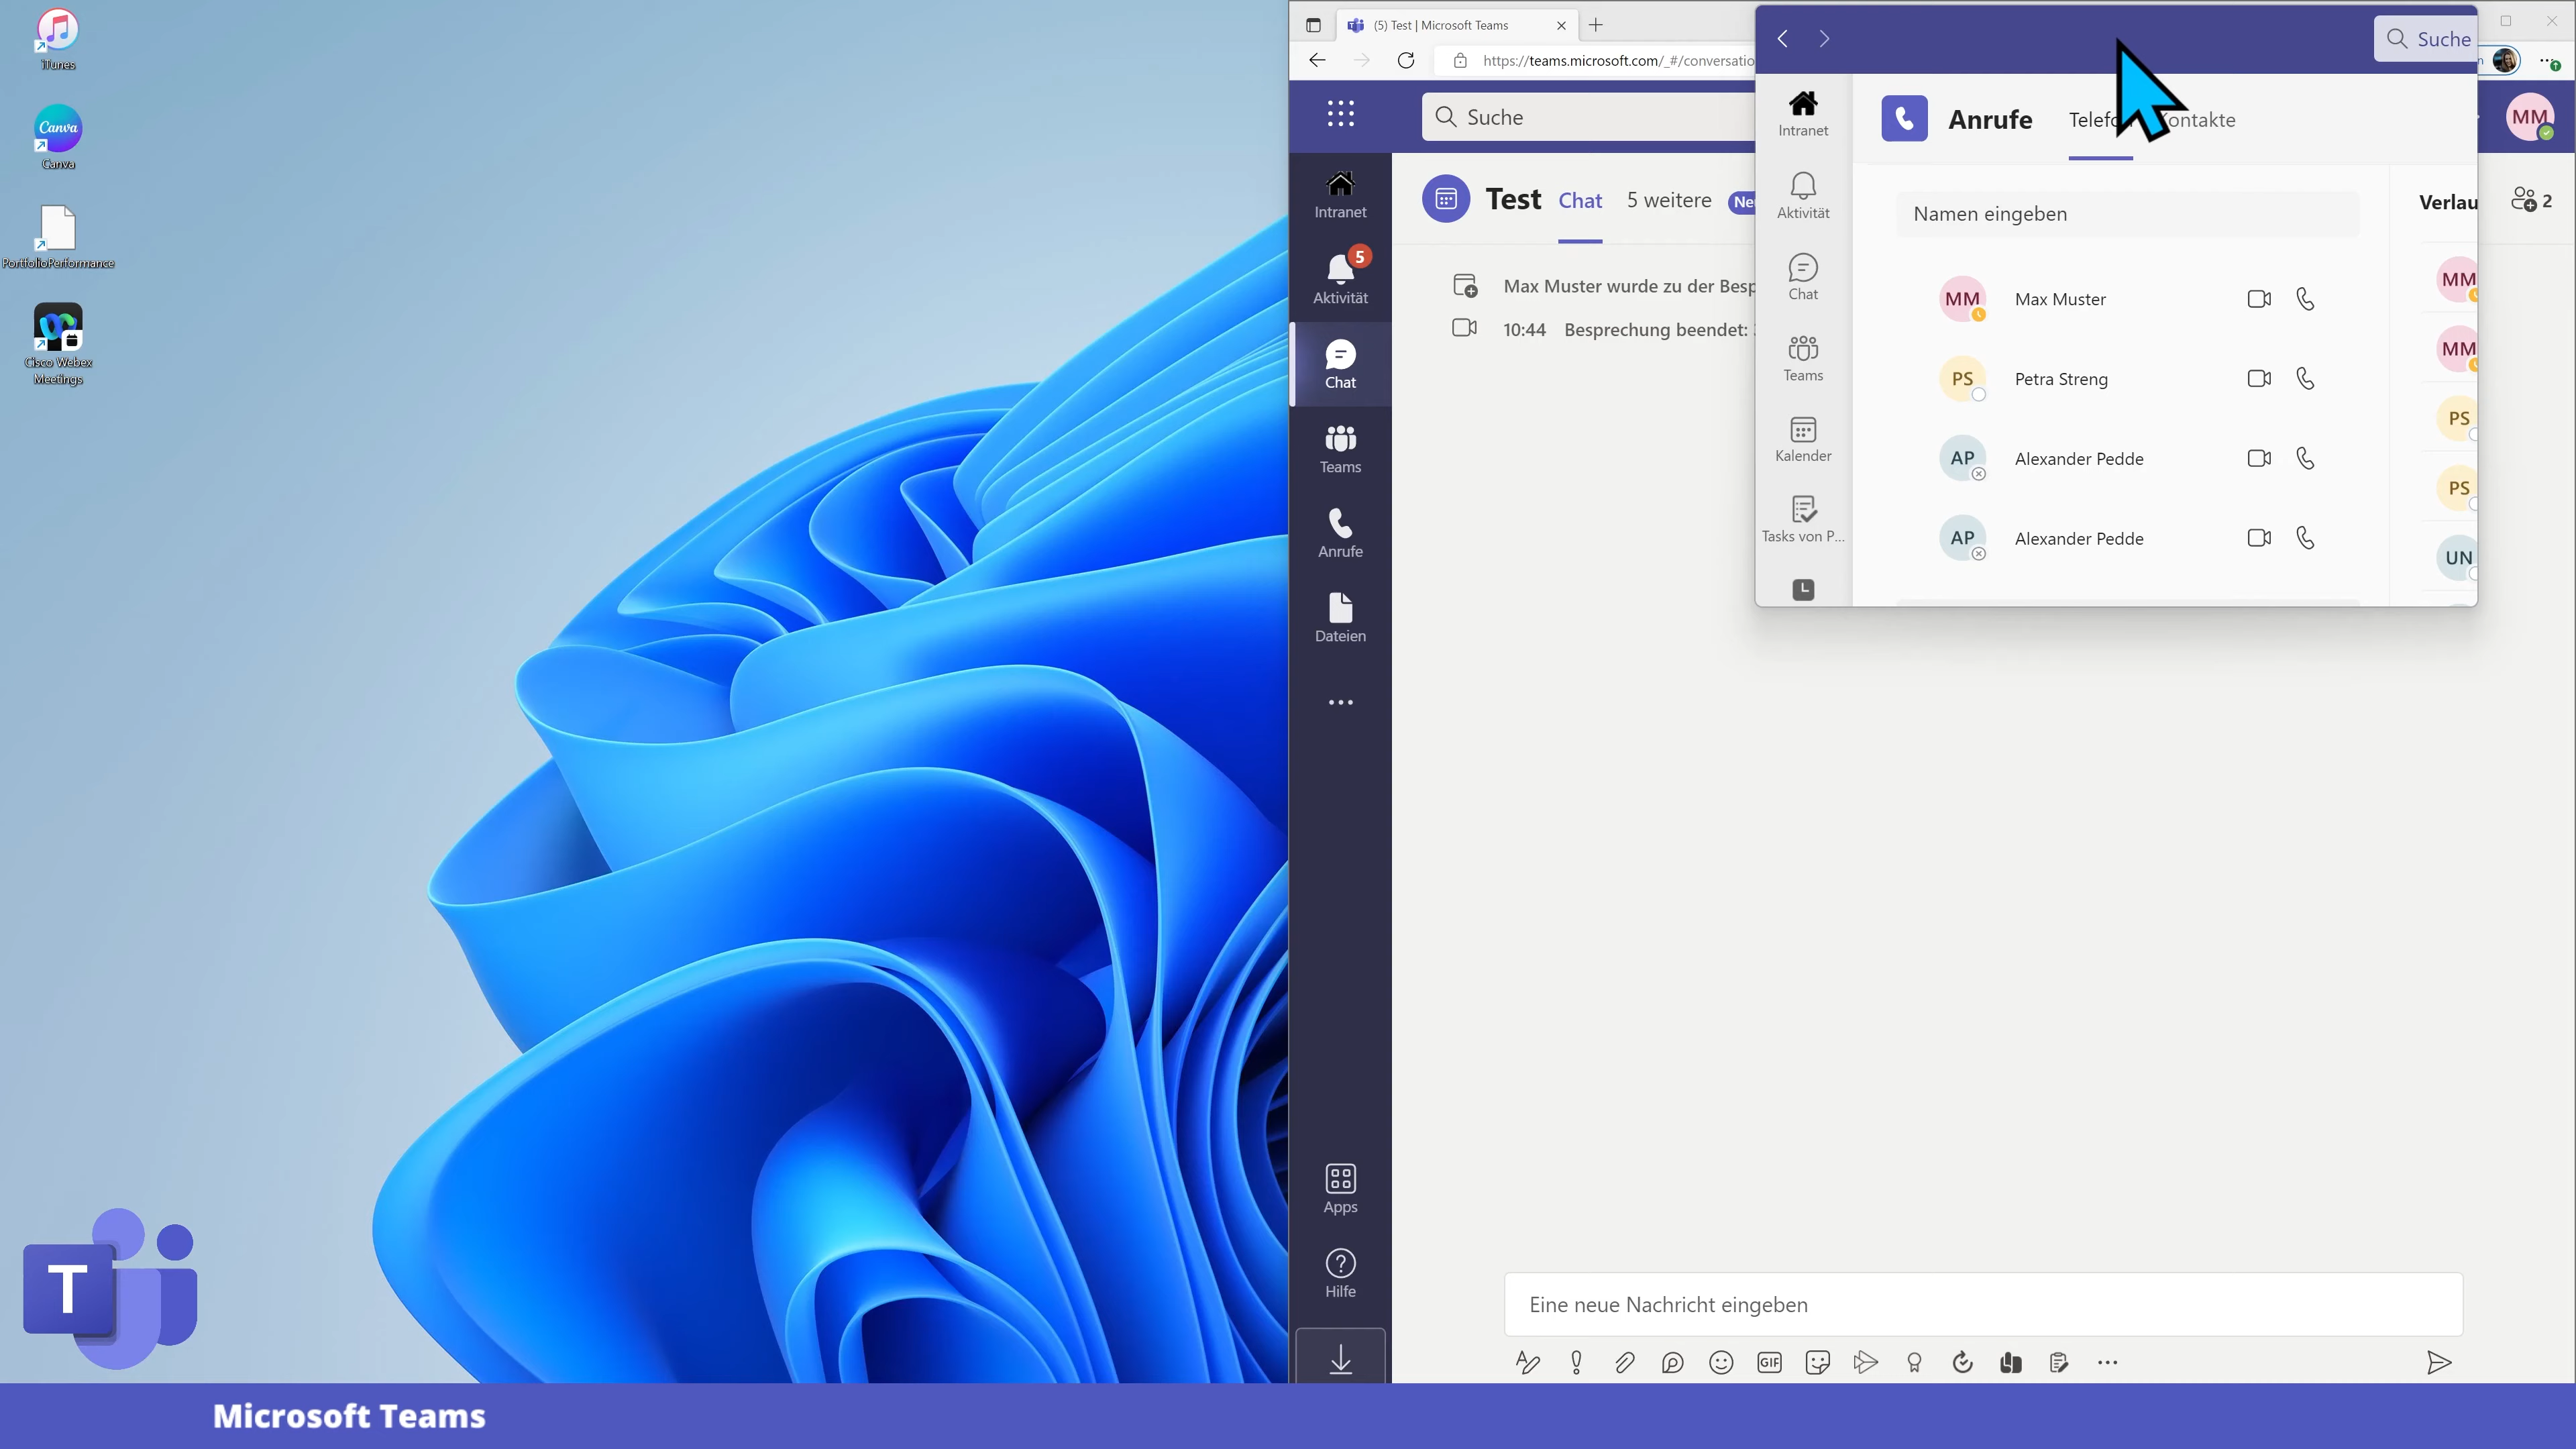 iTunes
Canva
Canva
PortfolioPerformance
Cisco Webex
Meetings
(5) Test | Microsoft Teams
https://teams.microsoft.com/_#/conversatio
Suche
MM
Intranet
5
Aktivität
Chat
Teams
Anrufe
Dateien
Apps
Hilfe
Test
Chat
5 weitere
2
Max Muster wurde zu der Besp
10:44 Besprechung beendet:
Suche
Intranet
Aktivität
Chat
Teams
Kalender
Tasks von P...
Anrufe
Namen eingeben
MM Max Muster
PS Petra Streng
AP Alexander Pedde
AP Alexander Pedde
Verlau
MM
MM
PS
PS
UN
Eine neue Nachricht eingeben
GIF
T
Microsoft Teams